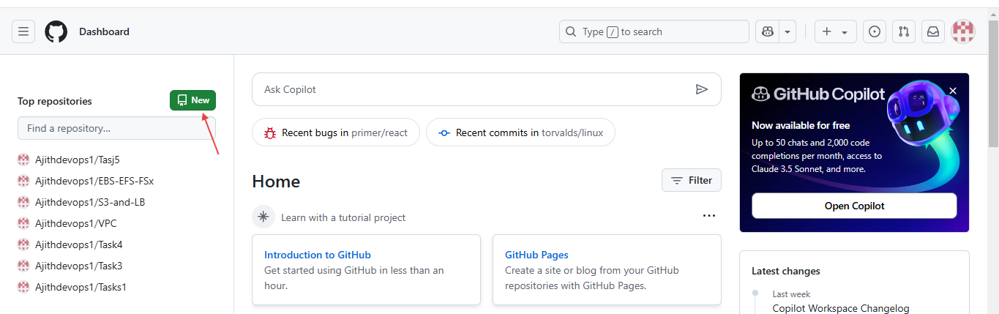 Dashboard
Type / to search
Top repositories
New
Find a repository...
Ajithdevops1/Tasj5
Ajithdevops1/EBS-EFS-FSx
Ajithdevops1/S3-and-LB
Ajithdevops1/VPC
Ajithdevops1/Task4
Ajithdevops1/Task3
Ajithdevops1/Tasks1
Ask Copilot
Recent bugs in primer/react
Recent commits in torvalds/linux
Home
Filter
Learn with a tutorial project
Introduction to GitHub
Get started using GitHub in less than an
hour.
GitHub Pages
Create a site or blog from your GitHub
repositories with GitHub Pages.
GitHub Copilot
Now available for free
Up to 50 chats and 2,000 code
completions per month, access to
Claude 3.5 Sonnet, and more.
Open Copilot
Latest changes
Last week
Copilot Workspace Changelog